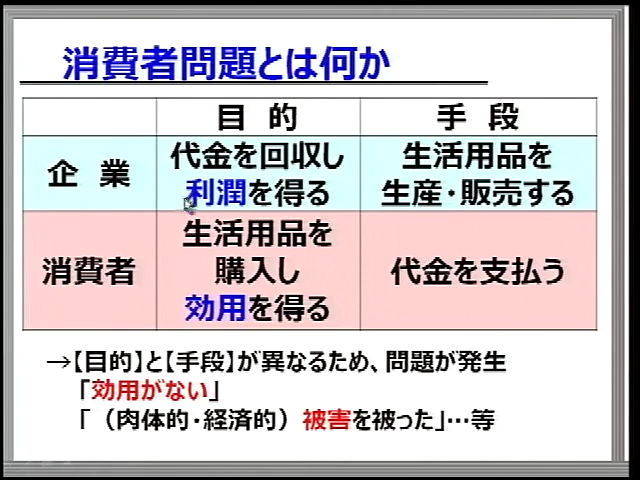 消費者問題とは何か
目 的
手 段
企 業
代金を回収し
利潤を得る
生活用品を
生産・販売する
消費者
生活用品を
購入し
効用を得る
代金を支払う
→【目的】と【手段】が異なるため、問題が発生
「効用がない」
「（肉体的・経済的）被害を被った」…等